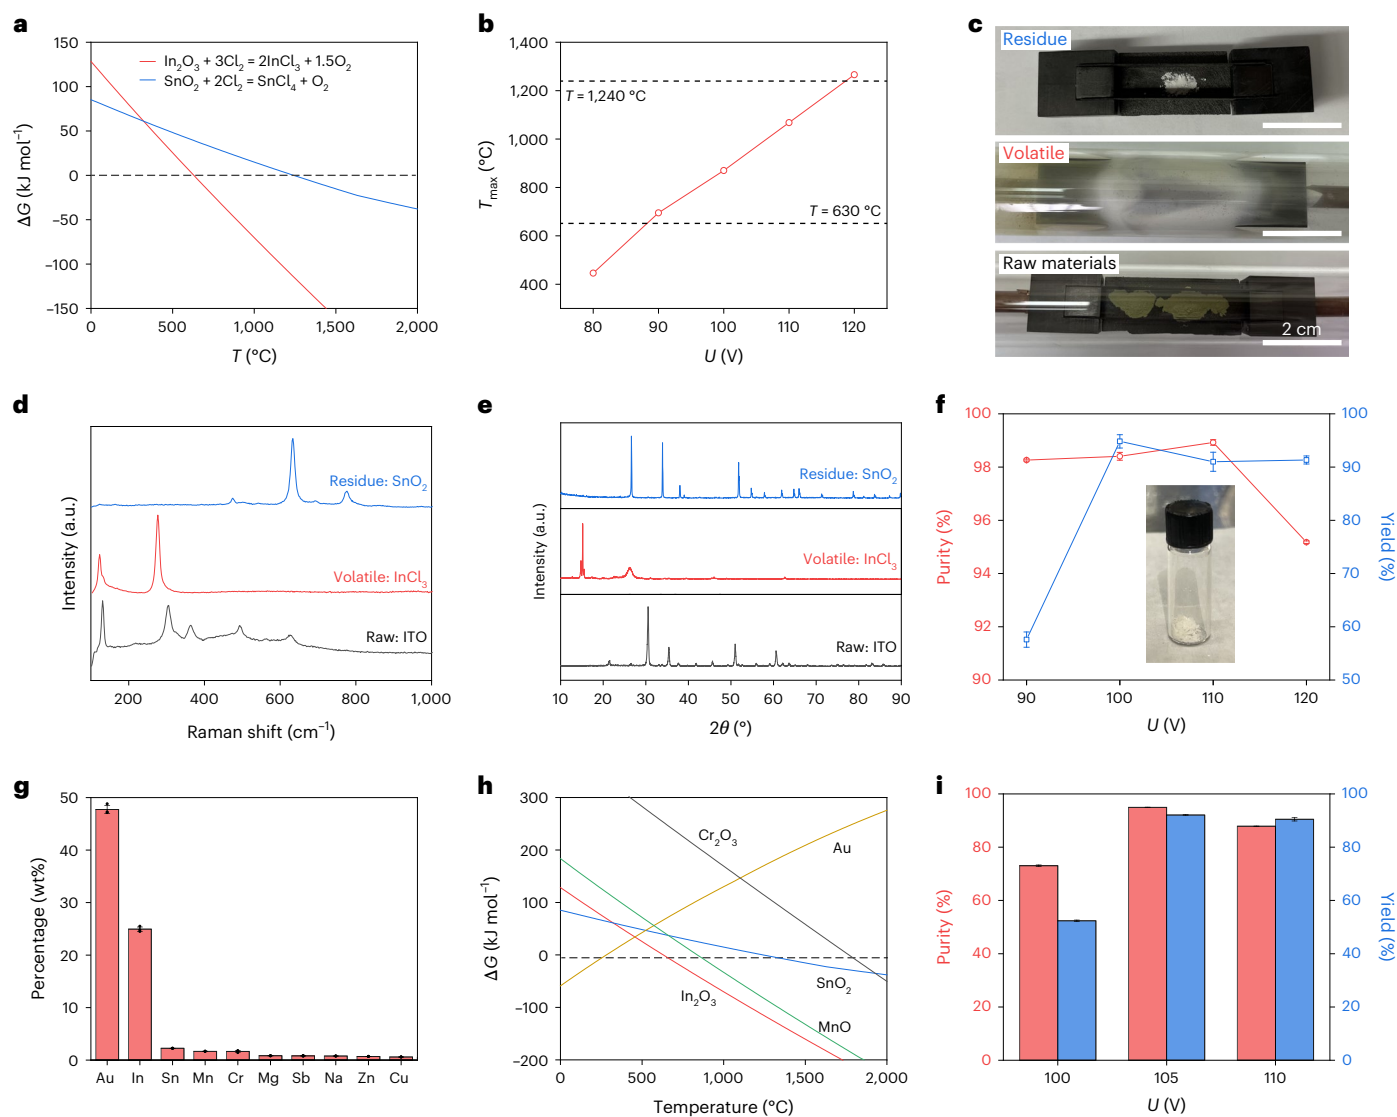 a
150
100
50
0
−50
−100
−150
ΔG (kJ mol⁻¹)
In₂O₃ + 3Cl₂ = 2InCl₃ + 1.5O₂
SnO₂ + 2Cl₂ = SnCl₄ + O₂
0
500
1,000
1,500
2,000
T (°C)
b
1,400
1,200
1,000
800
600
400
Tₘₐₓ (°C)
T = 1,240 °C
T = 630 °C
80
90
100
110
120
U (V)
c
Residue
Volatile
Raw materials
2 cm
d
Intensity (a.u.)
Residue: SnO₂
Volatile: InCl₃
Raw: ITO
200
400
600
800
1,000
Raman shift (cm⁻¹)
e
Intensity (a.u.)
Residue: SnO₂
Volatile: InCl₃
Raw: ITO
10
20
30
40
50
60
70
80
90
2θ (°)
f
100
98
96
94
92
90
Purity (%)
100
90
80
70
60
50
Yield (%)
90
100
110
120
U (V)
g
50
40
30
20
10
0
Percentage (wt%)
Au
In
Sn
Mn
Cr
Mg
Sb
Na
Zn
Cu
h
300
200
100
0
−100
−200
ΔG (kJ mol⁻¹)
Cr₂O₃
Au
SnO₂
In₂O₃
MnO
0
500
1,000
1,500
2,000
Temperature (°C)
i
100
80
60
40
20
0
Purity (%)
100
80
60
40
20
0
Yield (%)
100
105
110
U (V)